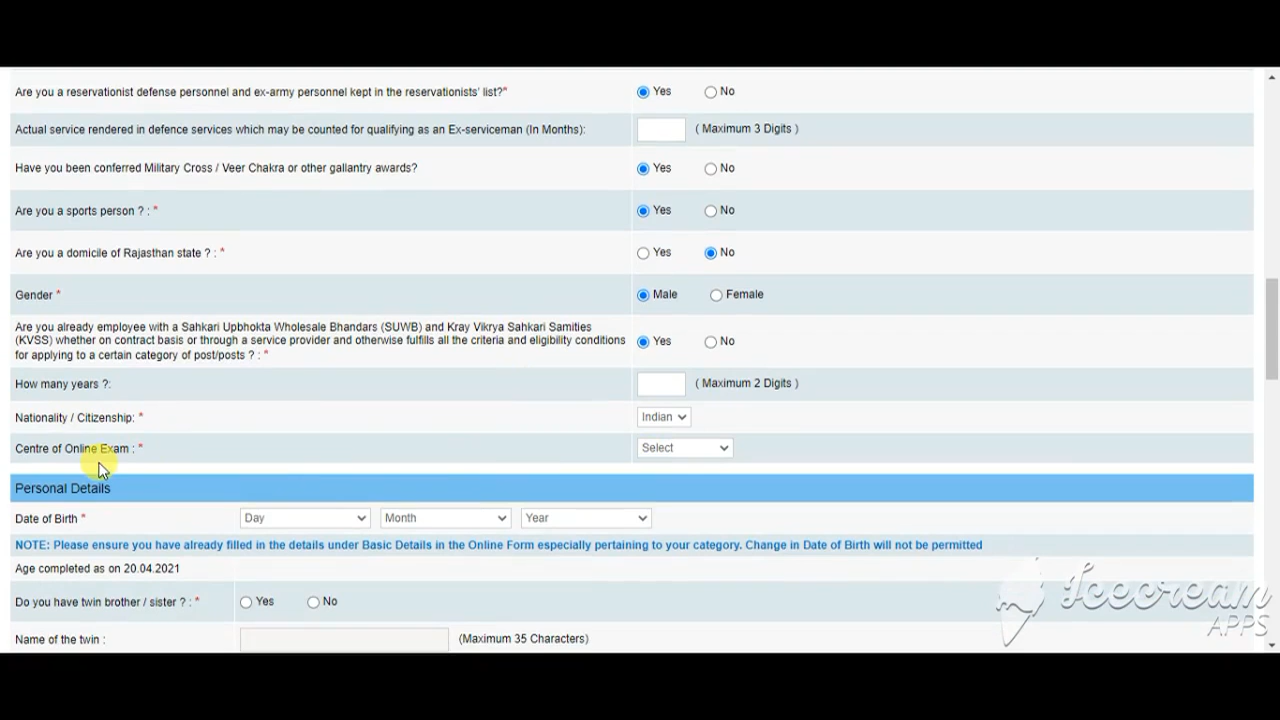 Are you a reservationist defense personnel and ex-army personnel kept in the reservationists' list?* Yes No
Actual service rendered in defence services which may be counted for qualifying as an Ex-serviceman (In Months): ( Maximum 3 Digits )
Have you been conferred Military Cross / Veer Chakra or other gallantry awards? Yes No
Are you a sports person ? : * Yes No
Are you a domicile of Rajasthan state ? : * Yes No
Gender * Male Female
Are you already employee with a Sahkari Upbhokta Wholesale Bhandars (SUWB) and Kray Vikrya Sahkari Samities
(KVSS) whether on contract basis or through a service provider and otherwise fulfills all the criteria and eligibility conditions
for applying to a certain category of post/posts ? : * Yes No
How many years ?: ( Maximum 2 Digits )
Nationality / Citizenship: * Indian
Centre of Online Exam : * Select
Personal Details
Date of Birth * Day Month Year
NOTE: Please ensure you have already filled in the details under Basic Details in the Online Form especially pertaining to your category. Change in Date of Birth will not be permitted
Age completed as on 20.04.2021
Do you have twin brother / sister ? : * Yes No
Name of the twin : (Maximum 35 Characters)
Icecream
APPS